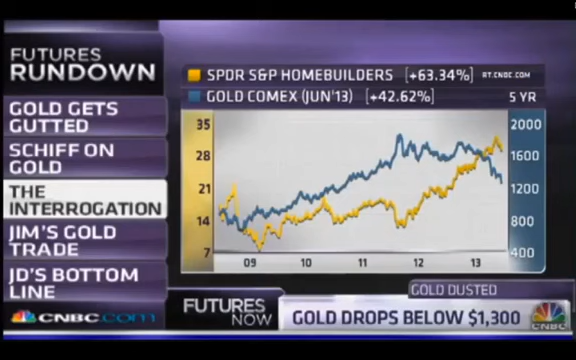 FUTURES
RUNDOWN
GOLD GETS
GUTTED
SCHIFF ON
GOLD
THE
INTERROGATION
JIM'S GOLD
TRADE
JD'S BOTTOM
LINE
CNBC.COM
SPDR S&P HOMEBUILDERS [+63.34%] RT.CNBC.COM
GOLD COMEX (JUN'13) [+42.62%] 5 YR
35 2000
28 1600
21 1200
14 800
7 400
09 10 11 12 13
GOLD DUSTED
FUTURES
NOW
GOLD DROPS BELOW $1,300
CNBC